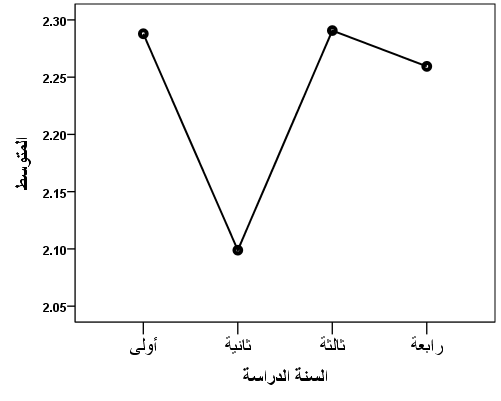 2.30
2.25
2.20
2.15
2.10
2.05
المتوسط
أولى
ثانية
ثالثة
رابعة
السنة الدراسة